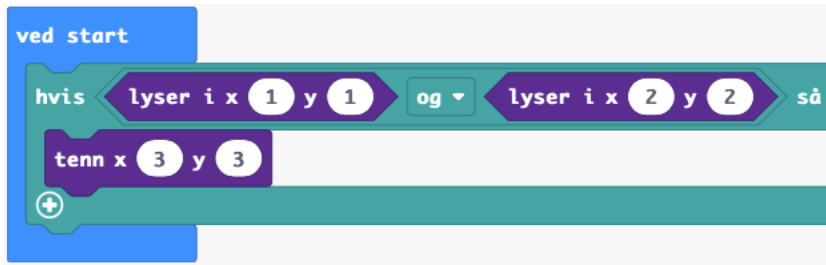 ved start
hvis lyser i x 1 y 1 og lyser i x 2 y 2 så
tenn x 3 y 3